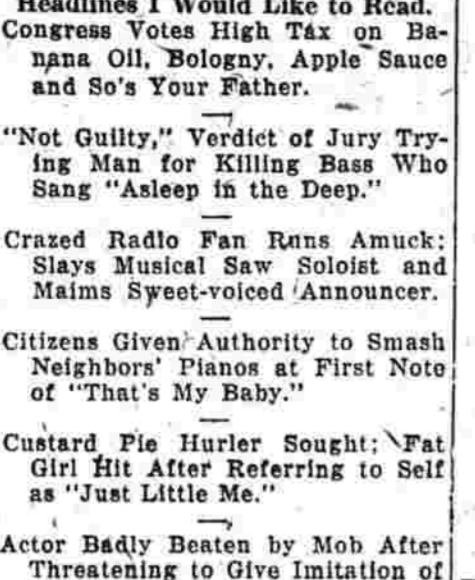 Headlines I Would Like to Read.
Congress Votes High Tax on Ba-
nana Oil, Bologny, Apple Sauce
and So's Your Father.
"Not Guilty," Verdict of Jury Try-
ing Man for Killing Bass Who
Sang "Asleep in the Deep."
Crazed Radio Fan Runs Amuck:
Slays Musical Saw Soloist and
Maims Sweet-voiced Announcer.
Citizens Given Authority to Smash
Neighbors' Pianos at First Note
of "That's My Baby."
Custard Pie Hurler Sought; Fat
Girl Hit After Referring to Self
as "Just Little Me."
Actor Badly Beaten by Mob After
Threatening to Give Imitation of